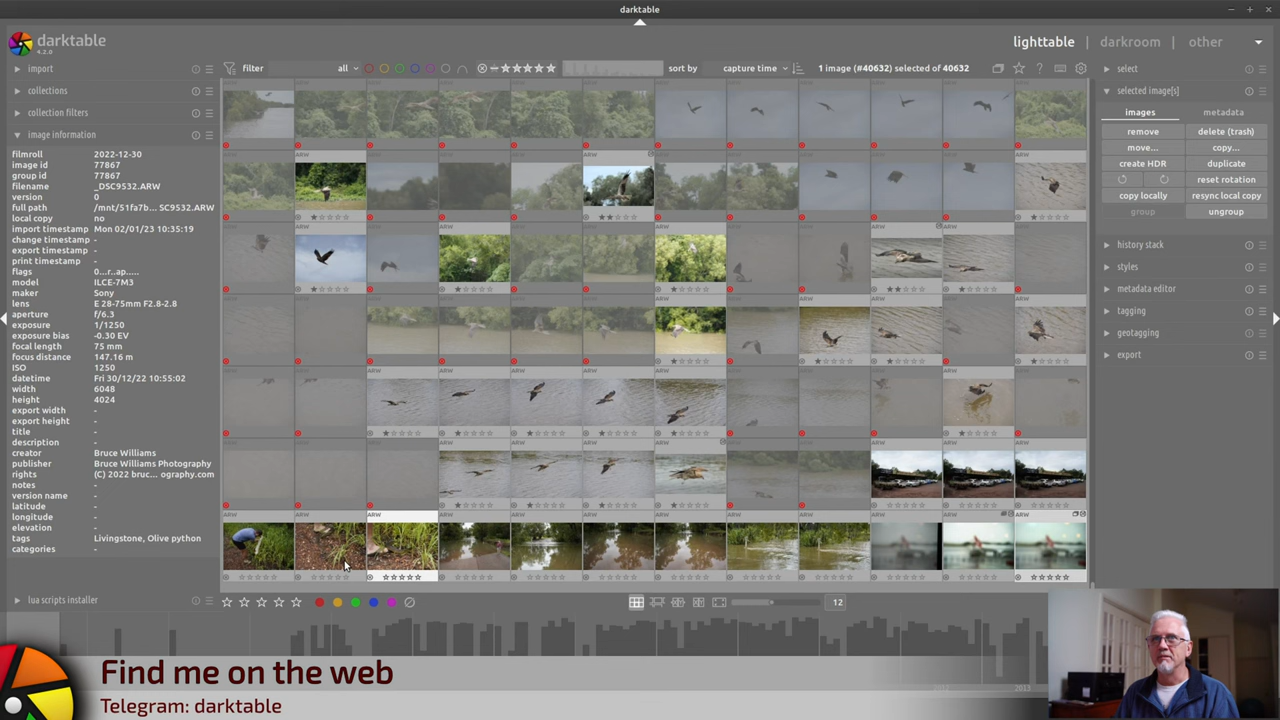 darktable
darktable
4.2.0
lighttable | darkroom | other
import
collections
collection filters
image information
filter
all
sort by
capture time
1 image (#40632) selected of 40632
select
selected image[s]
images
metadata
remove
delete (trash)
move...
copy...
create HDR
duplicate
reset rotation
copy locally
resync local copy
group
ungroup
history stack
styles
metadata editor
tagging
geotagging
export
filmroll 2022-12-30
image id 77867
group id 77867
filename _DSC9532.ARW
version 0
full path /mnt/51fa7b... SC9532.ARW
local copy no
import timestamp Mon 02/01/23 10:35:19
change timestamp -
export timestamp -
print timestamp -
flags 0...r..ap.....
model ILCE-7M3
maker Sony
lens E 28-75mm F2.8-2.8
aperture f/6.3
exposure 1/1250
exposure bias -0.30 EV
focal length 75 mm
focus distance 147.16 m
ISO 1250
datetime Fri 30/12/22 10:55:02
width 6048
height 4024
export width -
export height -
title -
description -
creator Bruce Williams
publisher Bruce Williams Photography
rights (C) 2022 bruc... ography.com
notes -
version name -
latitude -
longitude -
elevation -
tags Livingstone, Olive python
categories -
lua scripts installer
12
Find me on the web
Telegram: darktable